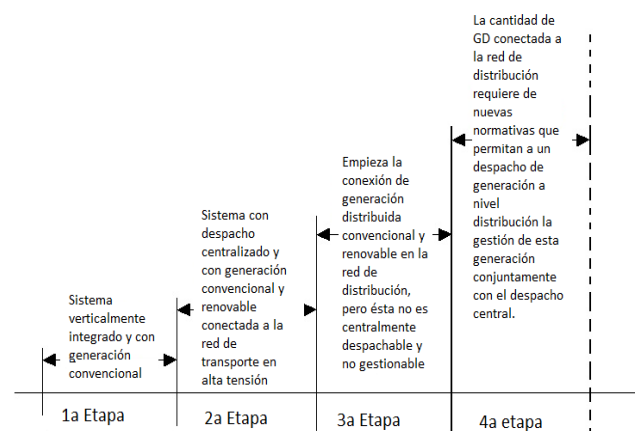 Sistema
verticalmente
integrado y con
generación
convencional
1a Etapa
Sistema con
despacho
centralizado y
con generación
convencional y
renovable
conectada a la
red de
transporte en
alta tensión
2a Etapa
Empieza la
conexión de
generación
distribuida
convencional y
renovable en la
red de
distribución,
pero ésta no es
centralmente
despachable y
no gestionable
3a Etapa
La cantidad de
GD conectada a
la red de
distribución
requiere de
nuevas
normativas que
permitan a un
despacho de
generación a
nivel
distribución la
gestión de esta
generación
conjuntamente
con el despacho
central.
4a etapa